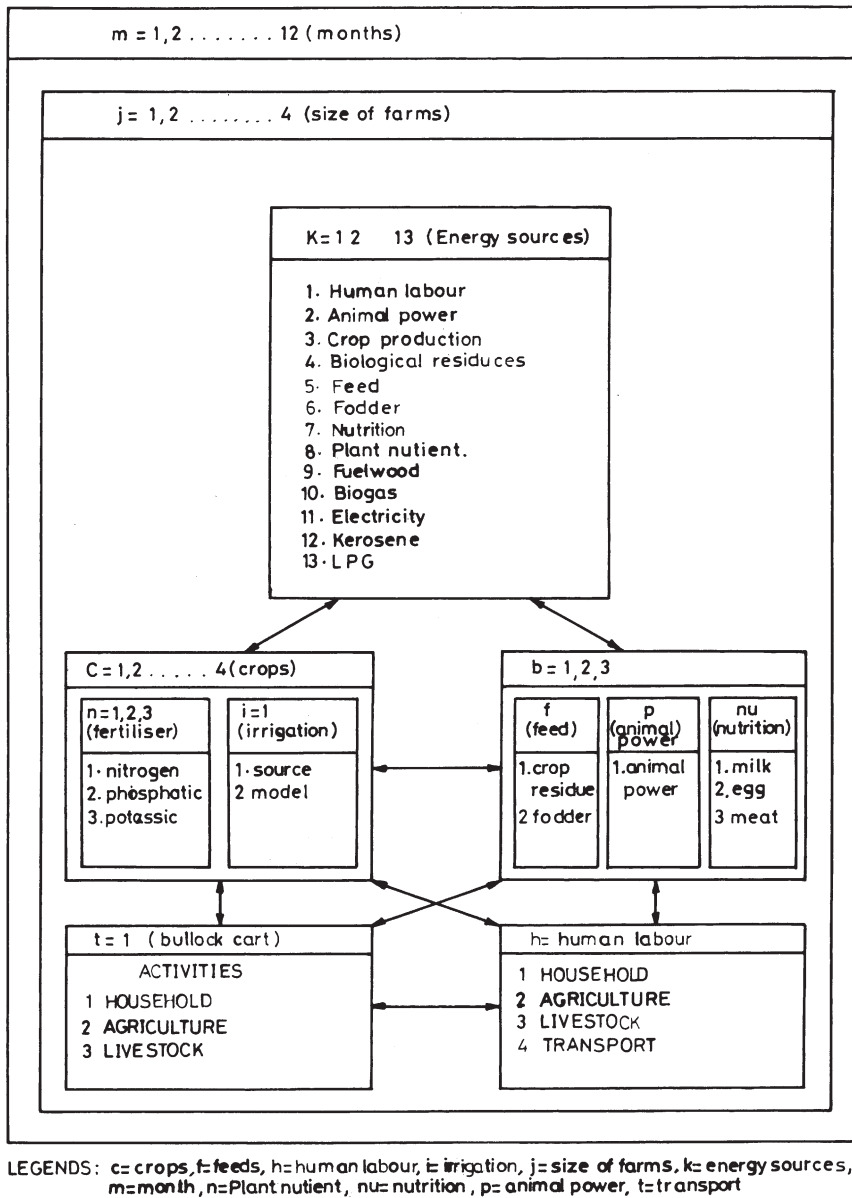 m = 1,2 . . . . . . . 12 (months)
j = 1,2 . . . . . . . . 4 (size of farms)
K = 1 2 13 (Energy sources)
1. Human labour
2. Animal power
3. Crop production
4. Biological residuces
5. Feed
6. Fodder
7. Nutrition
8. Plant nutient.
9. Fuelwood
10. Biogas
11. Electricity
12. Kerosene
13. LPG
C = 1,2 . . . . . 4 (crops)
n=1,2,3
(fertiliser)
1. nitrogen
2. phosphatic
3. potassic
i=1
(irrigation)
1. source
2 model
b = 1,2,3
f
(feed)
1. crop
residue
2 fodder
p
(animal)
power
1. animal
power
nu
(nutrition)
1. milk
2, egg
3 meat
t = 1 (bullock cart)
ACTIVITIES
1 HOUSEHOLD
2 AGRICULTURE
3 LIVESTOCK
h= human labour
1 HOUSEHOLD
2 AGRICULTURE
3 LIVESTOCK
4 TRANSPORT
LEGENDS: c= crops, f=feeds, h=human labour, i= irrigation, j= size of farms, k= energy sources,
m=month, n=Plant nutient, nu= nutrition, p= animal power, t=transport